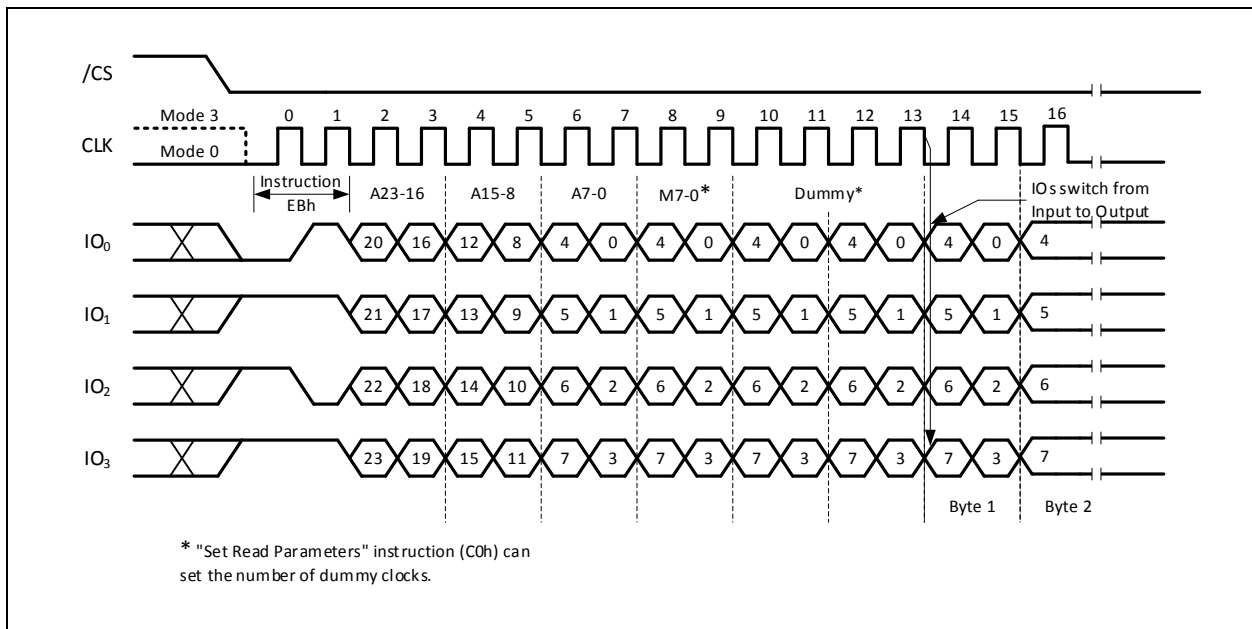 /CS
Mode 3 0 1 2 3 4 5 6 7 8 9 10 11 12 13 14 15 16
CLK
Mode 0
Instruction
EBh
A23-16 A15-8 A7-0 M7-0* Dummy*
IOs switch from
Input to Output
IO0 20 16 12 8 4 0 4 0 4 0 4 0 4 0 4
IO1 21 17 13 9 5 1 5 1 5 1 5 1 5 1 5
IO2 22 18 14 10 6 2 6 2 6 2 6 2 6 2 6
IO3 23 19 15 11 7 3 7 3 7 3 7 3 7 3 7
Byte 1 Byte 2
* "Set Read Parameters" instruction (C0h) can
set the number of dummy clocks.